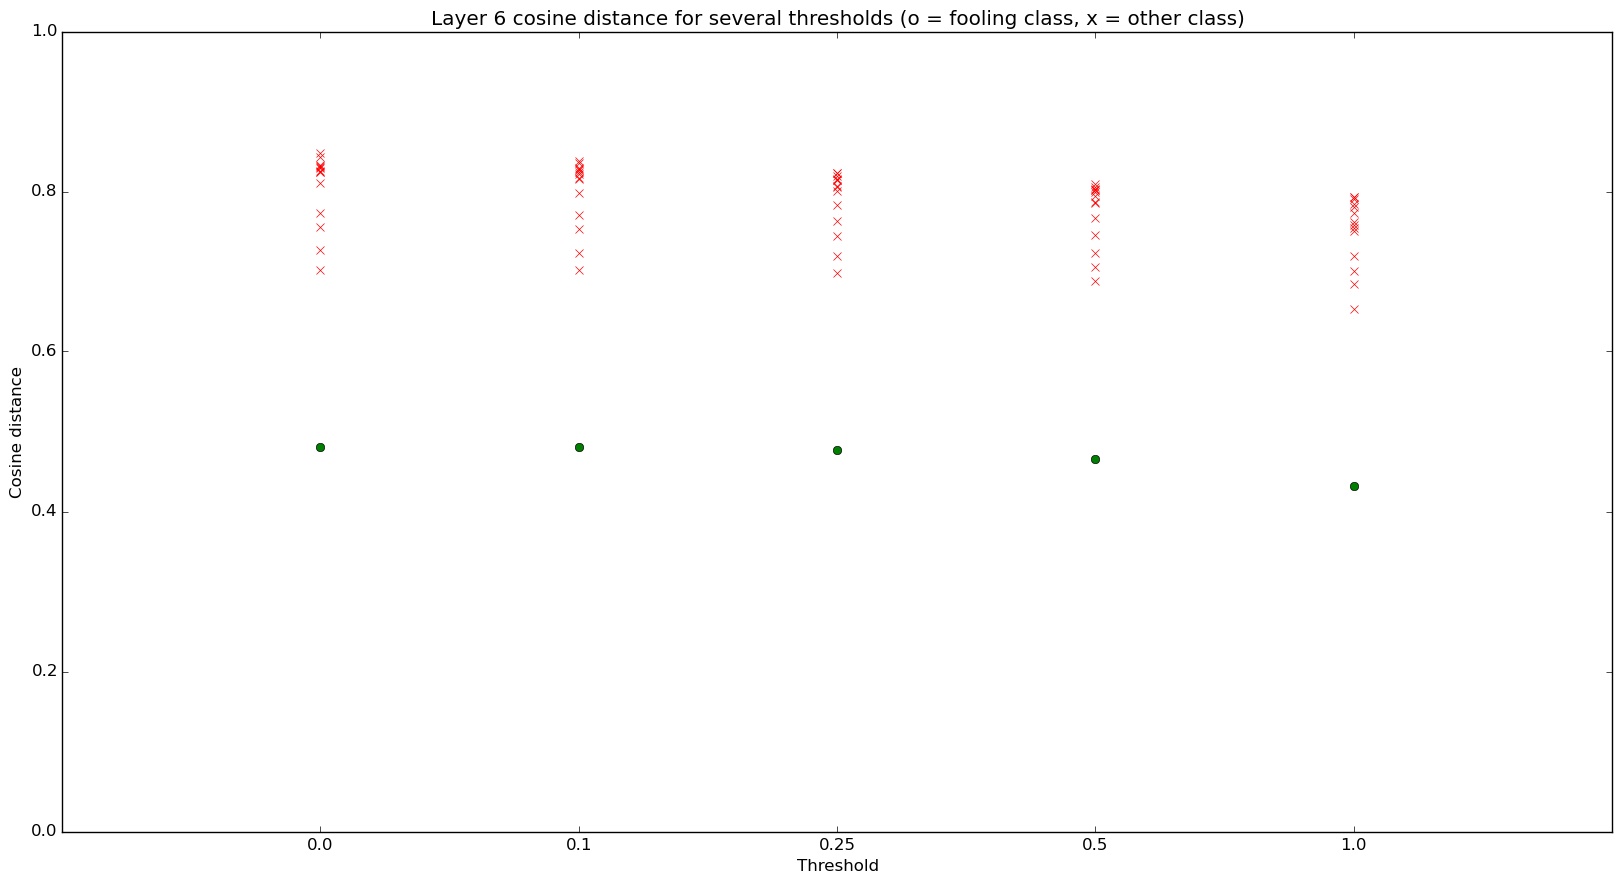 Layer 6 cosine distance for several thresholds (o = fooling class, x = other class)
1.0
0.8
0.6
0.4
0.2
0.0
Cosine distance
0.0 0.1 0.25 0.5 1.0
Threshold